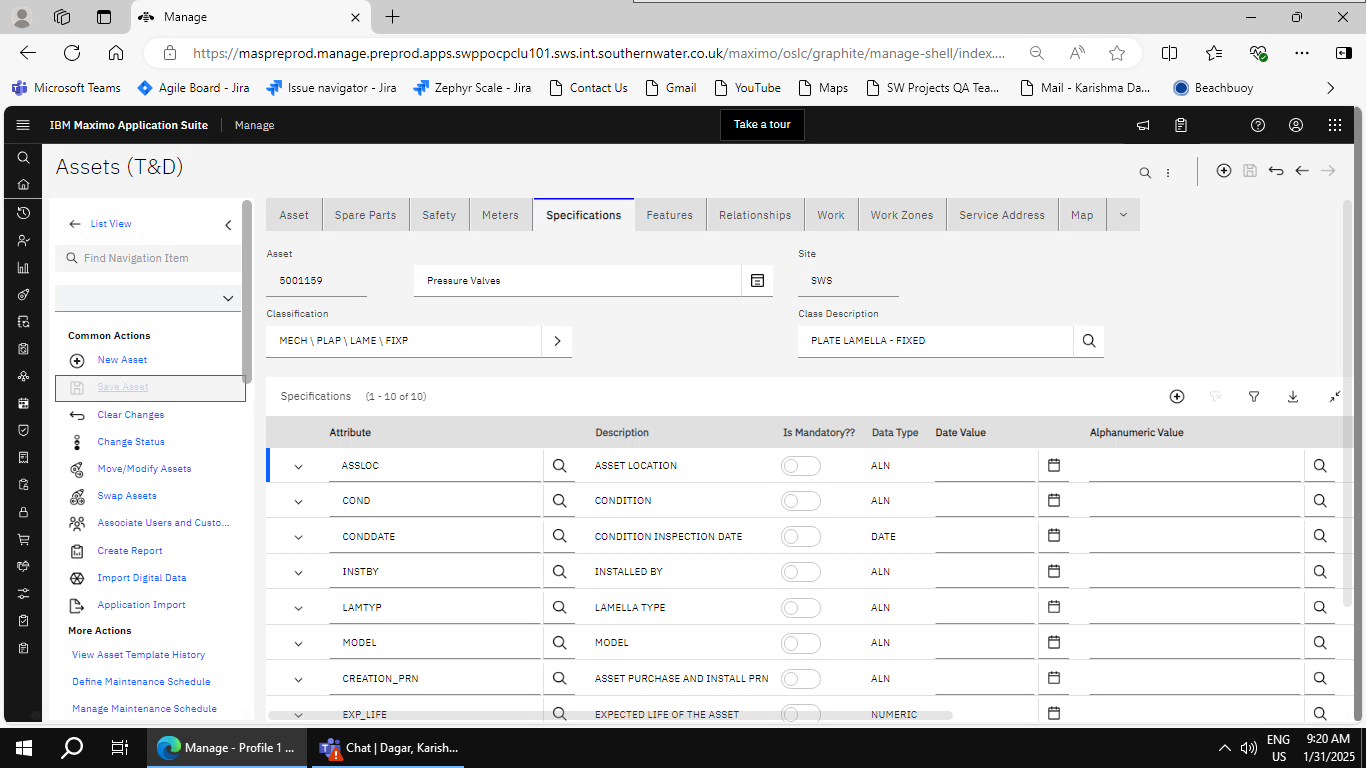 Manage
https://maspreprod.manage.preprod.apps.swppocpclu101.sws.int.southernwater.co.uk/maximo/oslc/graphite/manage-shell/index....
Microsoft Teams
Agile Board - Jira
Issue navigator - Jira
Zephyr Scale - Jira
Contact Us
Gmail
YouTube
Maps
SW Projects QA Tea...
Mail - Karishma Da...
Beachbuoy
IBM Maximo Application Suite
Manage
Take a tour
Assets (T&D)
List View
Find Navigation Item
Common Actions
New Asset
Save Asset
Clear Changes
Change Status
Move/Modify Assets
Swap Assets
Associate Users and Custo...
Create Report
Import Digital Data
Application Import
More Actions
View Asset Template History
Define Maintenance Schedule
Manage Maintenance Schedule
Asset
Spare Parts
Safety
Meters
Specifications
Features
Relationships
Work
Work Zones
Service Address
Map
Asset
Site
5001159
Pressure Valves
SWS
Classification
Class Description
MECH \ PLAP \ LAME \ FIXP
PLATE LAMELLA - FIXED
Specifications (1 - 10 of 10)
Attribute Description Is Mandatory?? Data Type Date Value Alphanumeric Value
ASSLOC ASSET LOCATION ALN
COND CONDITION ALN
CONDDATE CONDITION INSPECTION DATE DATE
INSTBY INSTALLED BY ALN
LAMTYP LAMELLA TYPE ALN
MODEL MODEL ALN
CREATION_PRN ASSET PURCHASE AND INSTALL PRN ALN
EXP_LIFE EXPECTED LIFE OF THE ASSET NUMERIC
Manage - Profile 1 ...
Chat | Dagar, Karish...
ENG
US
9:20 AM
1/31/2025